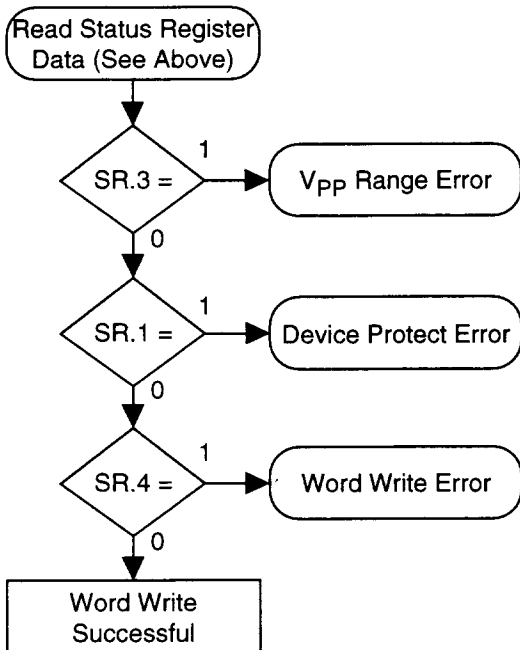 Read Status Register
Data (See Above)
SR.3 =
1
VPP Range Error
0
SR.1 =
1
Device Protect Error
0
SR.4 =
1
Word Write Error
0
Word Write
Successful